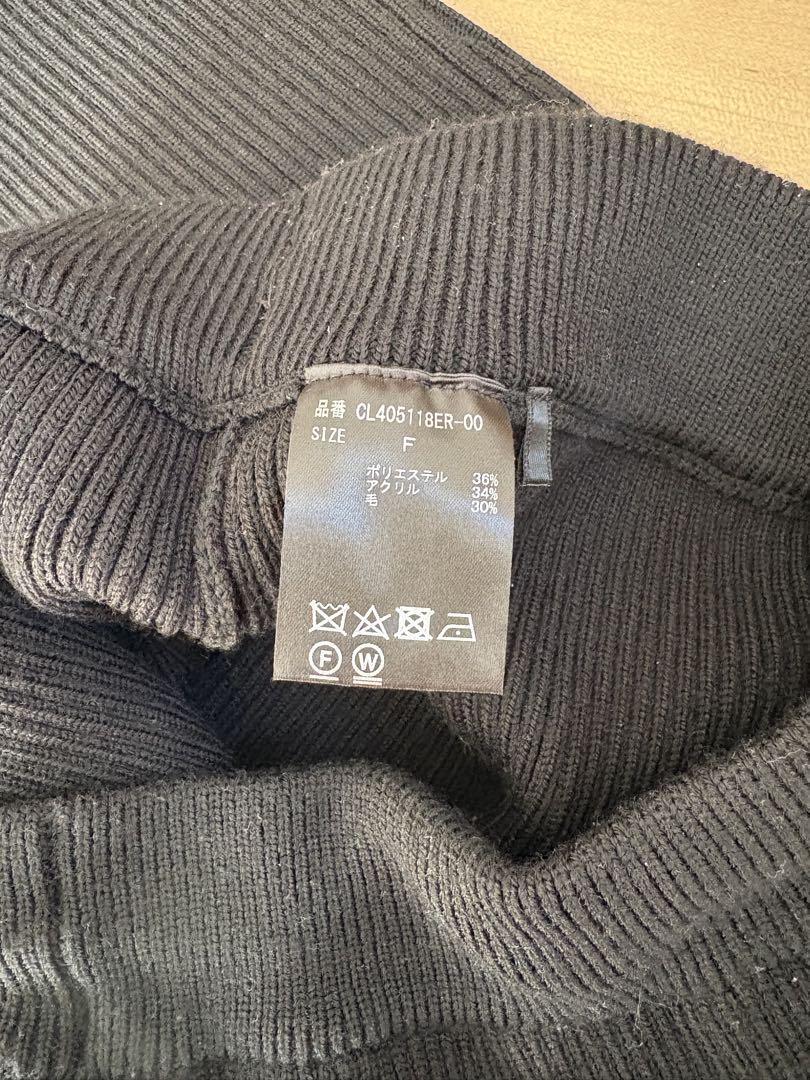 品番 CL405118ER-00
SIZE F
ポリエステル 36%
アクリル 34%
毛 30%
F W